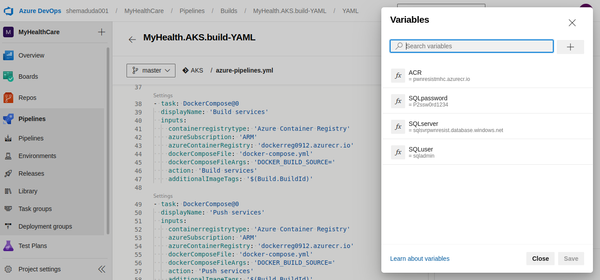 Azure DevOps shemaduda001 / MyHealthCare / Pipelines / Builds / MyHealth.AKS.build-YAML / YAML
M MyHealthCare
Overview
Boards
Repos
Pipelines
Pipelines
Environments
Releases
Library
Task groups
Deployment groups
Test Plans
Project settings
MyHealth.AKS.build-YAML
master AKS / azure-pipelines.yml
37
Settings
38 - task: DockerCompose@0
39 displayName: 'Build services'
40 inputs:
41 containerregistrytype: 'Azure Container Registry'
42 azureSubscription: 'ARM'
43 azureContainerRegistry: 'dockerreg0912.azurecr.io'
44 dockerComposeFile: 'docker-compose.yml'
45 dockerComposeFileArgs: 'DOCKER_BUILD_SOURCE='
46 action: 'Build services'
47 additionalImageTags: '$(Build.BuildId)'
48
Settings
49 - task: DockerCompose@0
50 displayName: 'Push services'
51 inputs:
52 containerregistrytype: 'Azure Container Registry'
53 azureSubscription: 'ARM'
54 azureContainerRegistry: 'dockerreg0912.azurecr.io'
55 dockerComposeFile: 'docker-compose.yml'
56 dockerComposeFileArgs: 'DOCKER_BUILD_SOURCE='
57 action: 'Push services'
58 additionalImageTags: '$(Build.BuildId)'
Variables
Search variables
fx ACR
= pwnresistmhc.azurecr.io
fx SQLpassword
= P2ssw0rd1234
fx SQLserver
= sqlsvrpwnresist.database.windows.net
fx SQLuser
= sqladmin
Learn about variables
Close
Save